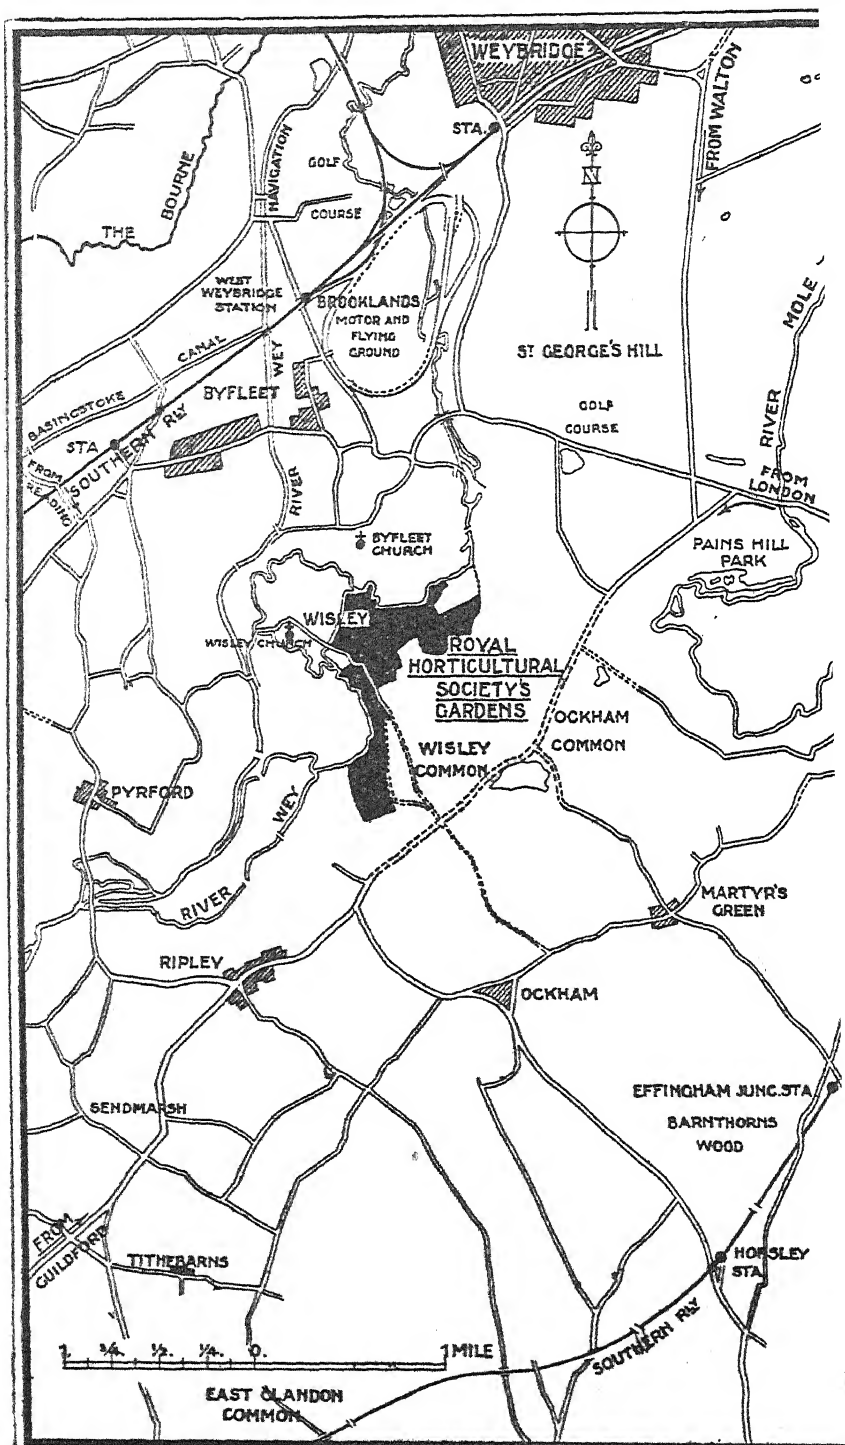 WEYBRIDGE
STA.
FROM WALTON
NAVIGATION
GOLF
COURSE
THE BOURNE
N
WEST
WEYBRIDGE
STATION
BROOKLANDS
MOTOR AND
FLYING
GROUND
ST GEORGE'S HILL
RIVER MOLE
BASINGSTOKE CANAL
RIVER WEY
BYFLEET
GOLF
COURSE
STA
SOUTHERN RLY
FROM
READING
FROM
LONDON
BYFLEET
CHURCH
PAINS HILL
PARK
WISLEY
WISLEY CHURCH
ROYAL
HORTICULTURAL
SOCIETY'S
GARDENS
OCKHAM
COMMON
WISLEY
COMMON
PYRFORD
RIVER WEY
MARTYR'S
GREEN
RIPLEY
OCKHAM
EFFINGHAM JUNC. STA.
SENDMARSH
BARNTHORNS
WOOD
FROM
GUILDFORD
TITHEBARNS
HORSLEY
STA.
1. 3/4. 1/2. 1/4. 0. 1 MILE
SOUTHERN RLY
EAST CLANDON
COMMON